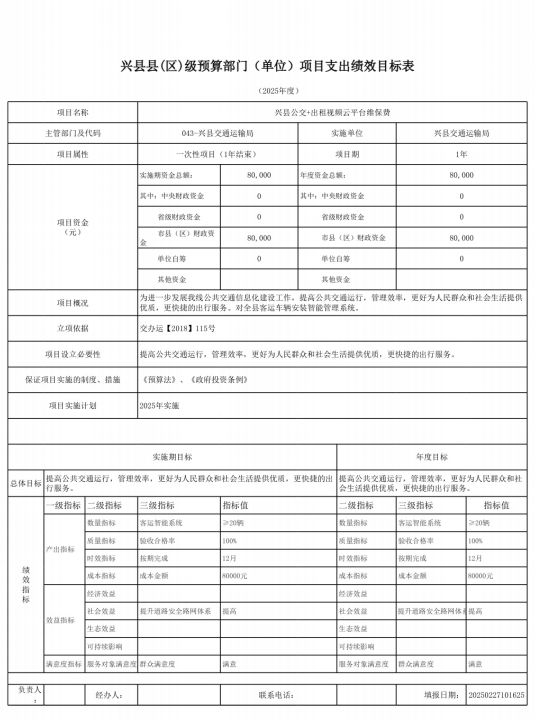 兴县县(区)级预算部门（单位）项目支出绩效目标表
（2025年度）
项目名称 兴县公交+出租视频云平台维保费
主管部门及代码 043-兴县交通运输局 实施单位 兴县交通运输局
项目属性 一次性项目（1年结束） 项目期 1年
项目资金（元）
实施期资金总额： 80,000 年度资金总额： 80,000
其中：中央财政资金 0 其中：中央财政资金 0
省级财政资金 0 省级财政资金 0
市县（区）财政资金 80,000 市县（区）财政资金 80,000
单位自筹 0 单位自筹 0
其他资金 其他资金
项目概况 为进一步发展我线公共交通信息化建设工作，提高公共交通运行，管理效率，更好为人民群众和社会生活提供
优质，更快捷的出行服务。对全县客运车辆安装智能管理系统。
立项依据 交办运【2018】115号
项目设立必要性 提高公共交通运行，管理效率，更好为人民群众和社会生活提供优质，更快捷的出行服务。
保证项目实施的制度、措施 《预算法》、《政府投资条例》
项目实施计划 2025年实施
实施期目标 年度目标
总体目标 提高公共交通运行，管理效率，更好为人民群众和社会生活提供优质，更快捷的出行服务。 提高公共交通运行，管理效率，更好为人民群众和社会生活提供优质，更快捷的出行服务。
绩效指标
一级指标 二级指标 三级指标 指标值 二级指标 三级指标 指标值
产出指标
数量指标 客运智能系统 ≥20辆 数量指标 客运智能系统 ≥20辆
质量指标 验收合格率 100% 质量指标 验收合格率 100%
时效指标 按期完成 12月 时效指标 按期完成 12月
成本指标 成本金额 80000元 成本指标 成本金额 80000元
效益指标
经济效益 经济效益
社会效益 提升道路安全路网体系 提高 社会效益 提升道路安全路网体系 提高
生态效益 生态效益
可持续影响 可持续影响
满意度指标 服务对象满意度 群众满意度 满意 服务对象满意度 群众满意度 满意
负责人： 经办人： 联系电话： 填报日期： 20250227101625